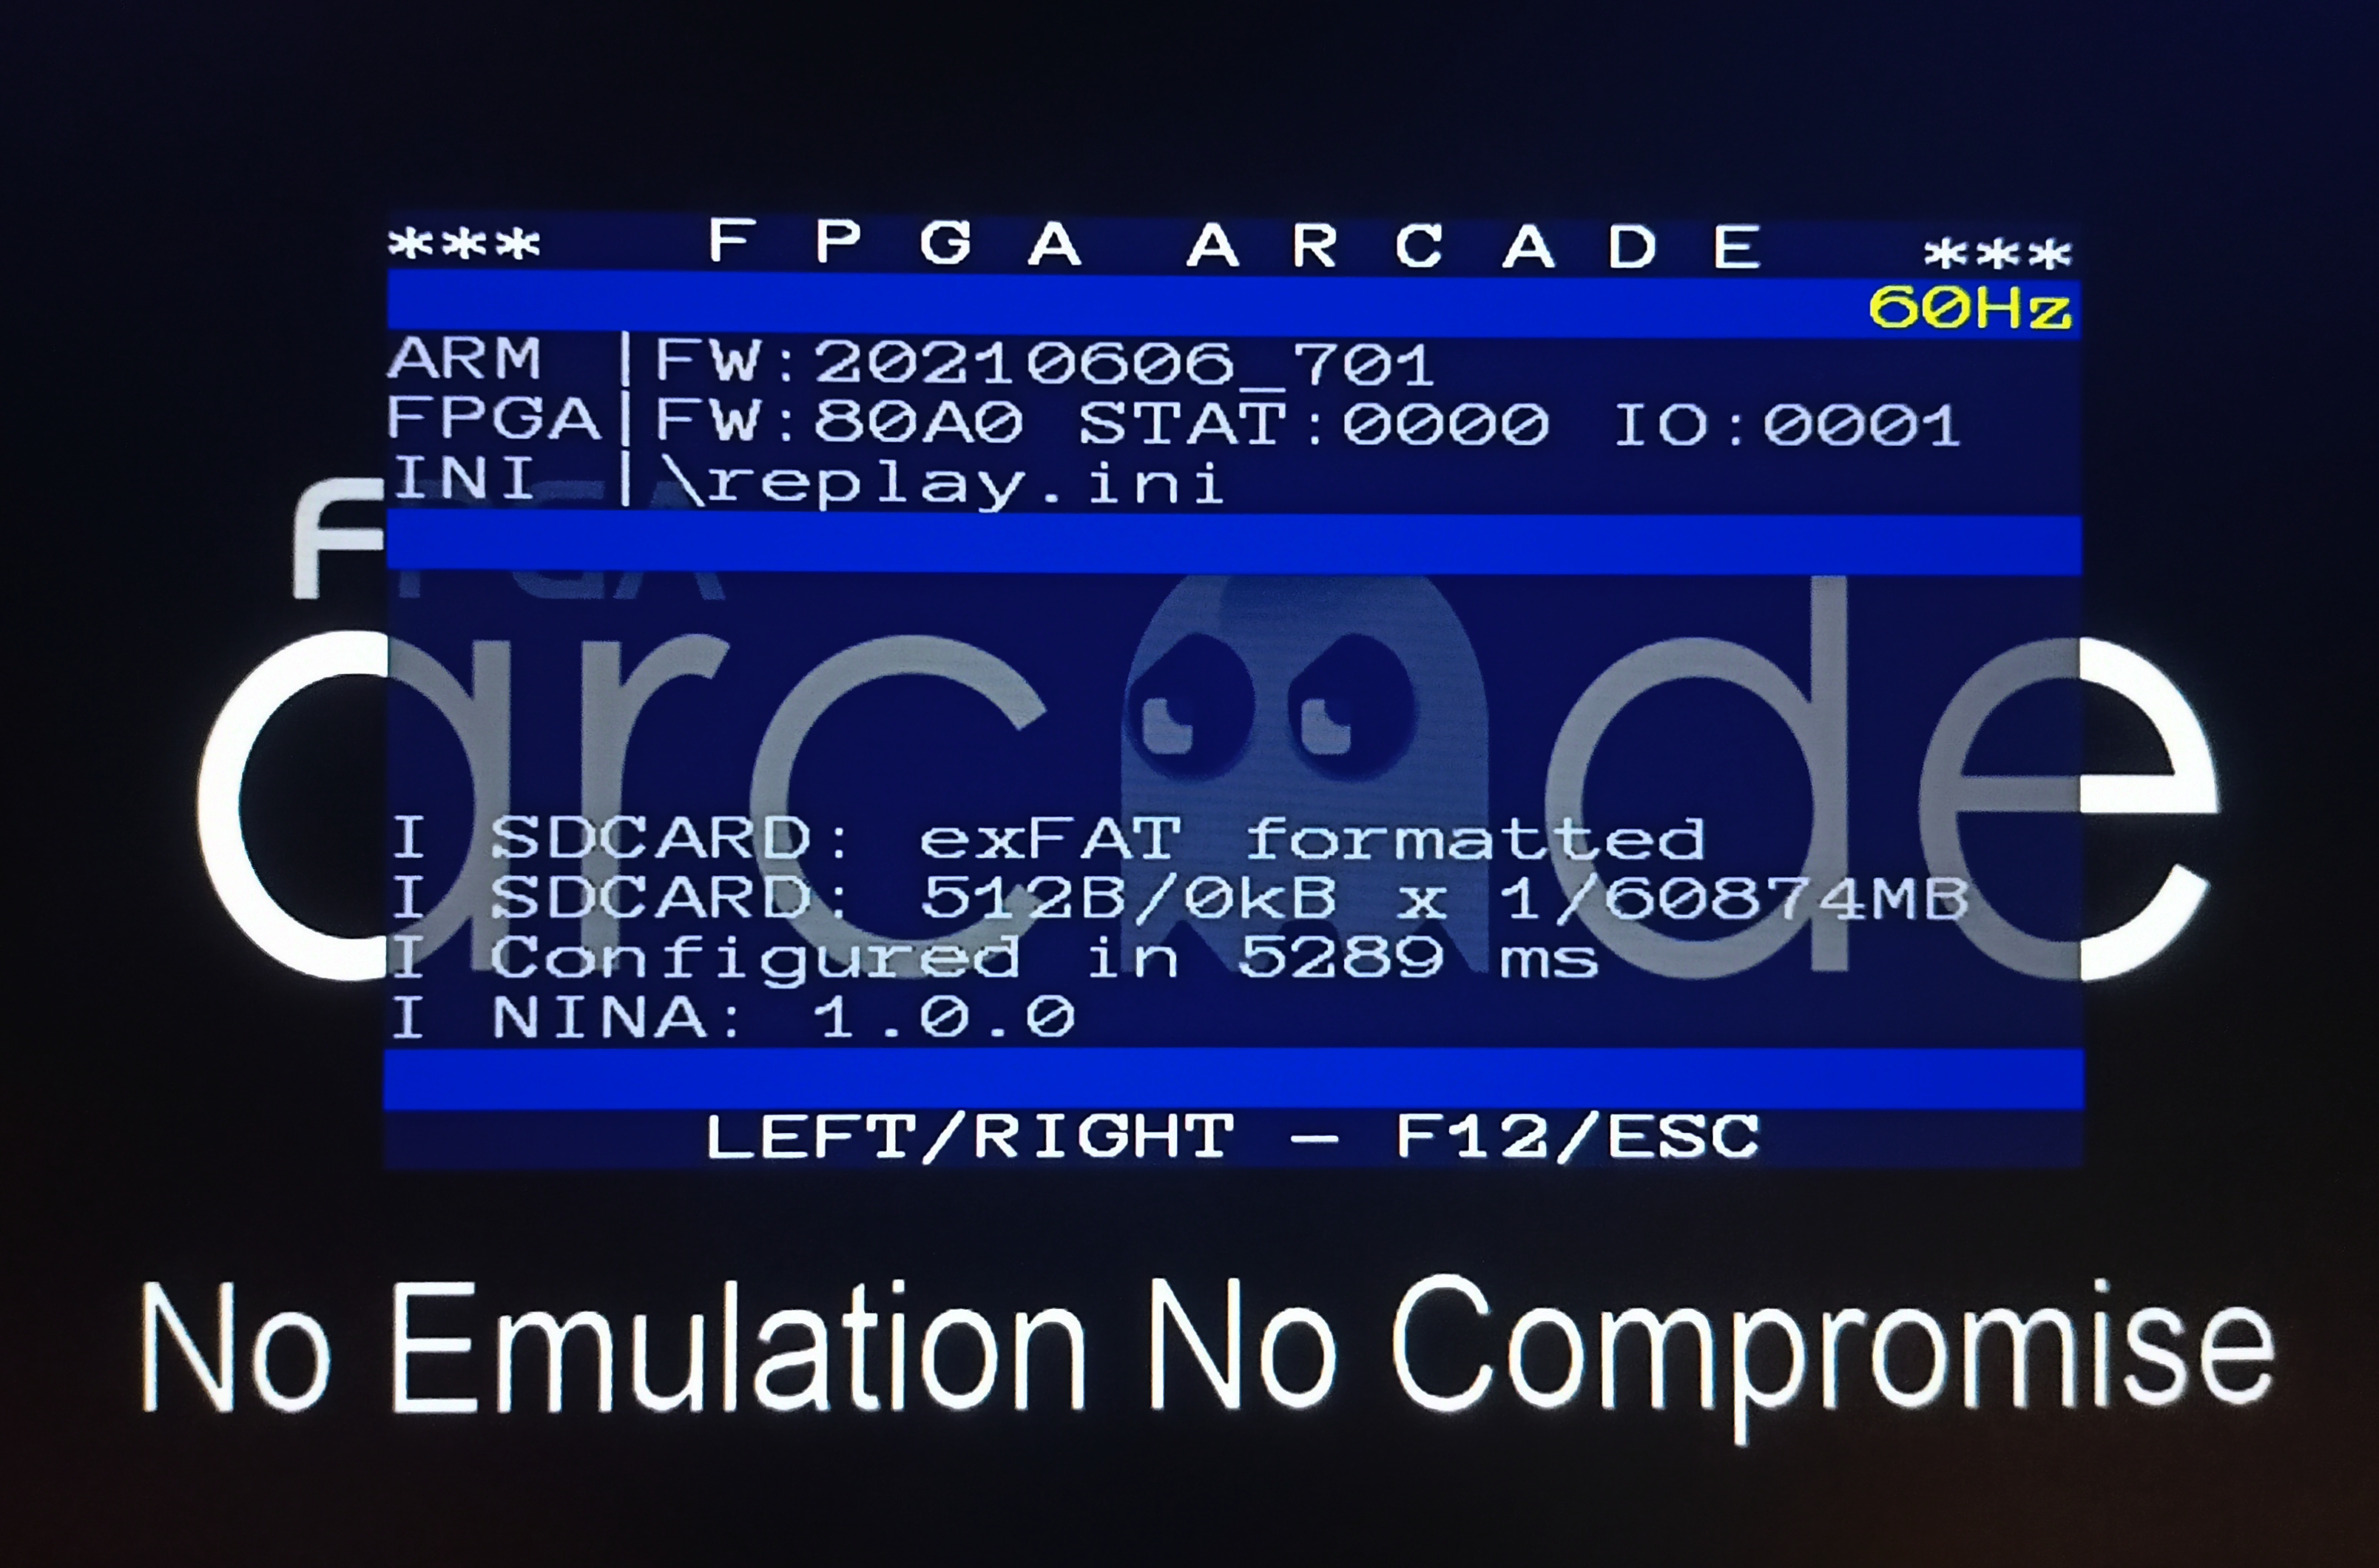 *** F P G A A R C A D E ***
60Hz
ARM |FW:20210606_701
FPGA|FW:80A0 STAT:0000 IO:0001
INI |\replay.ini
FPGA
arcade
I SDCARD: exFAT formatted
I SDCARD: 512B/0kB x 1/60874MB
I Configured in 5289 ms
I NINA: 1.0.0
LEFT/RIGHT – F12/ESC
No Emulation No Compromise